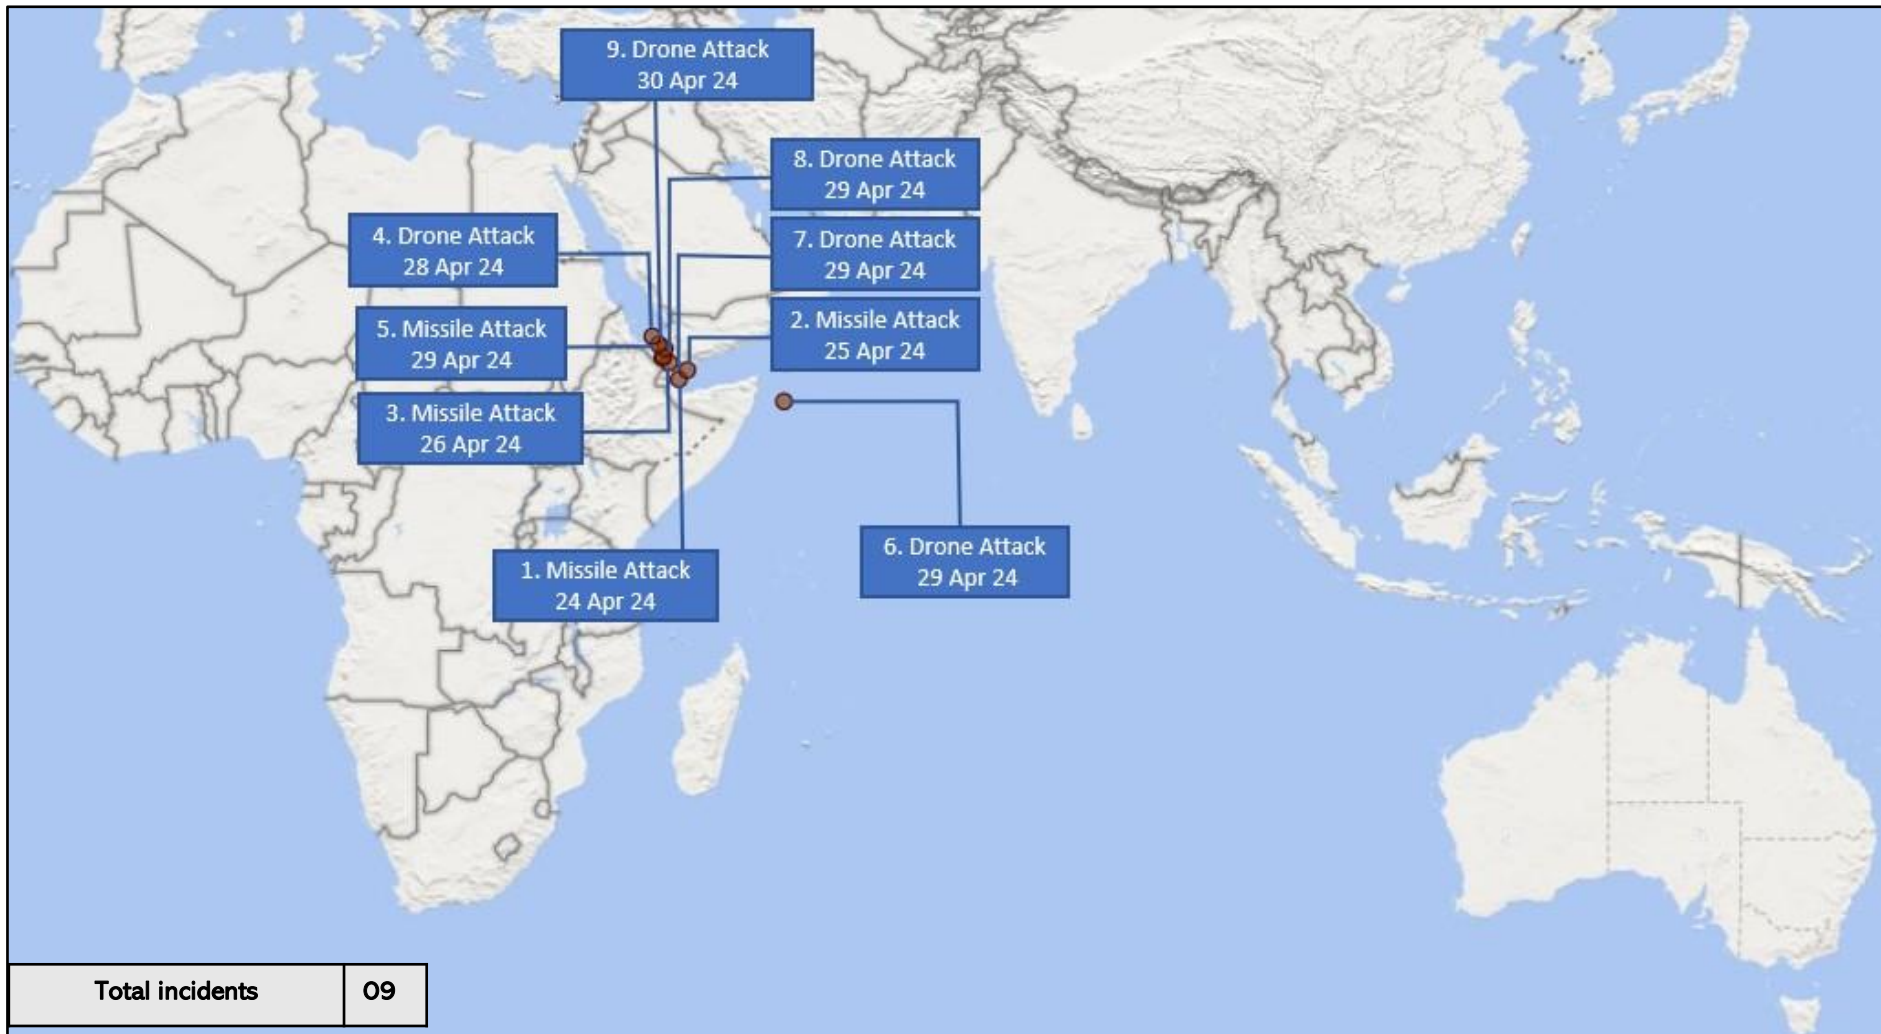 9. Drone Attack
30 Apr 24
8. Drone Attack
29 Apr 24
4. Drone Attack
28 Apr 24
7. Drone Attack
29 Apr 24
5. Missile Attack
29 Apr 24
2. Missile Attack
25 Apr 24
3. Missile Attack
26 Apr 24
6. Drone Attack
29 Apr 24
1. Missile Attack
24 Apr 24
Total incidents 09